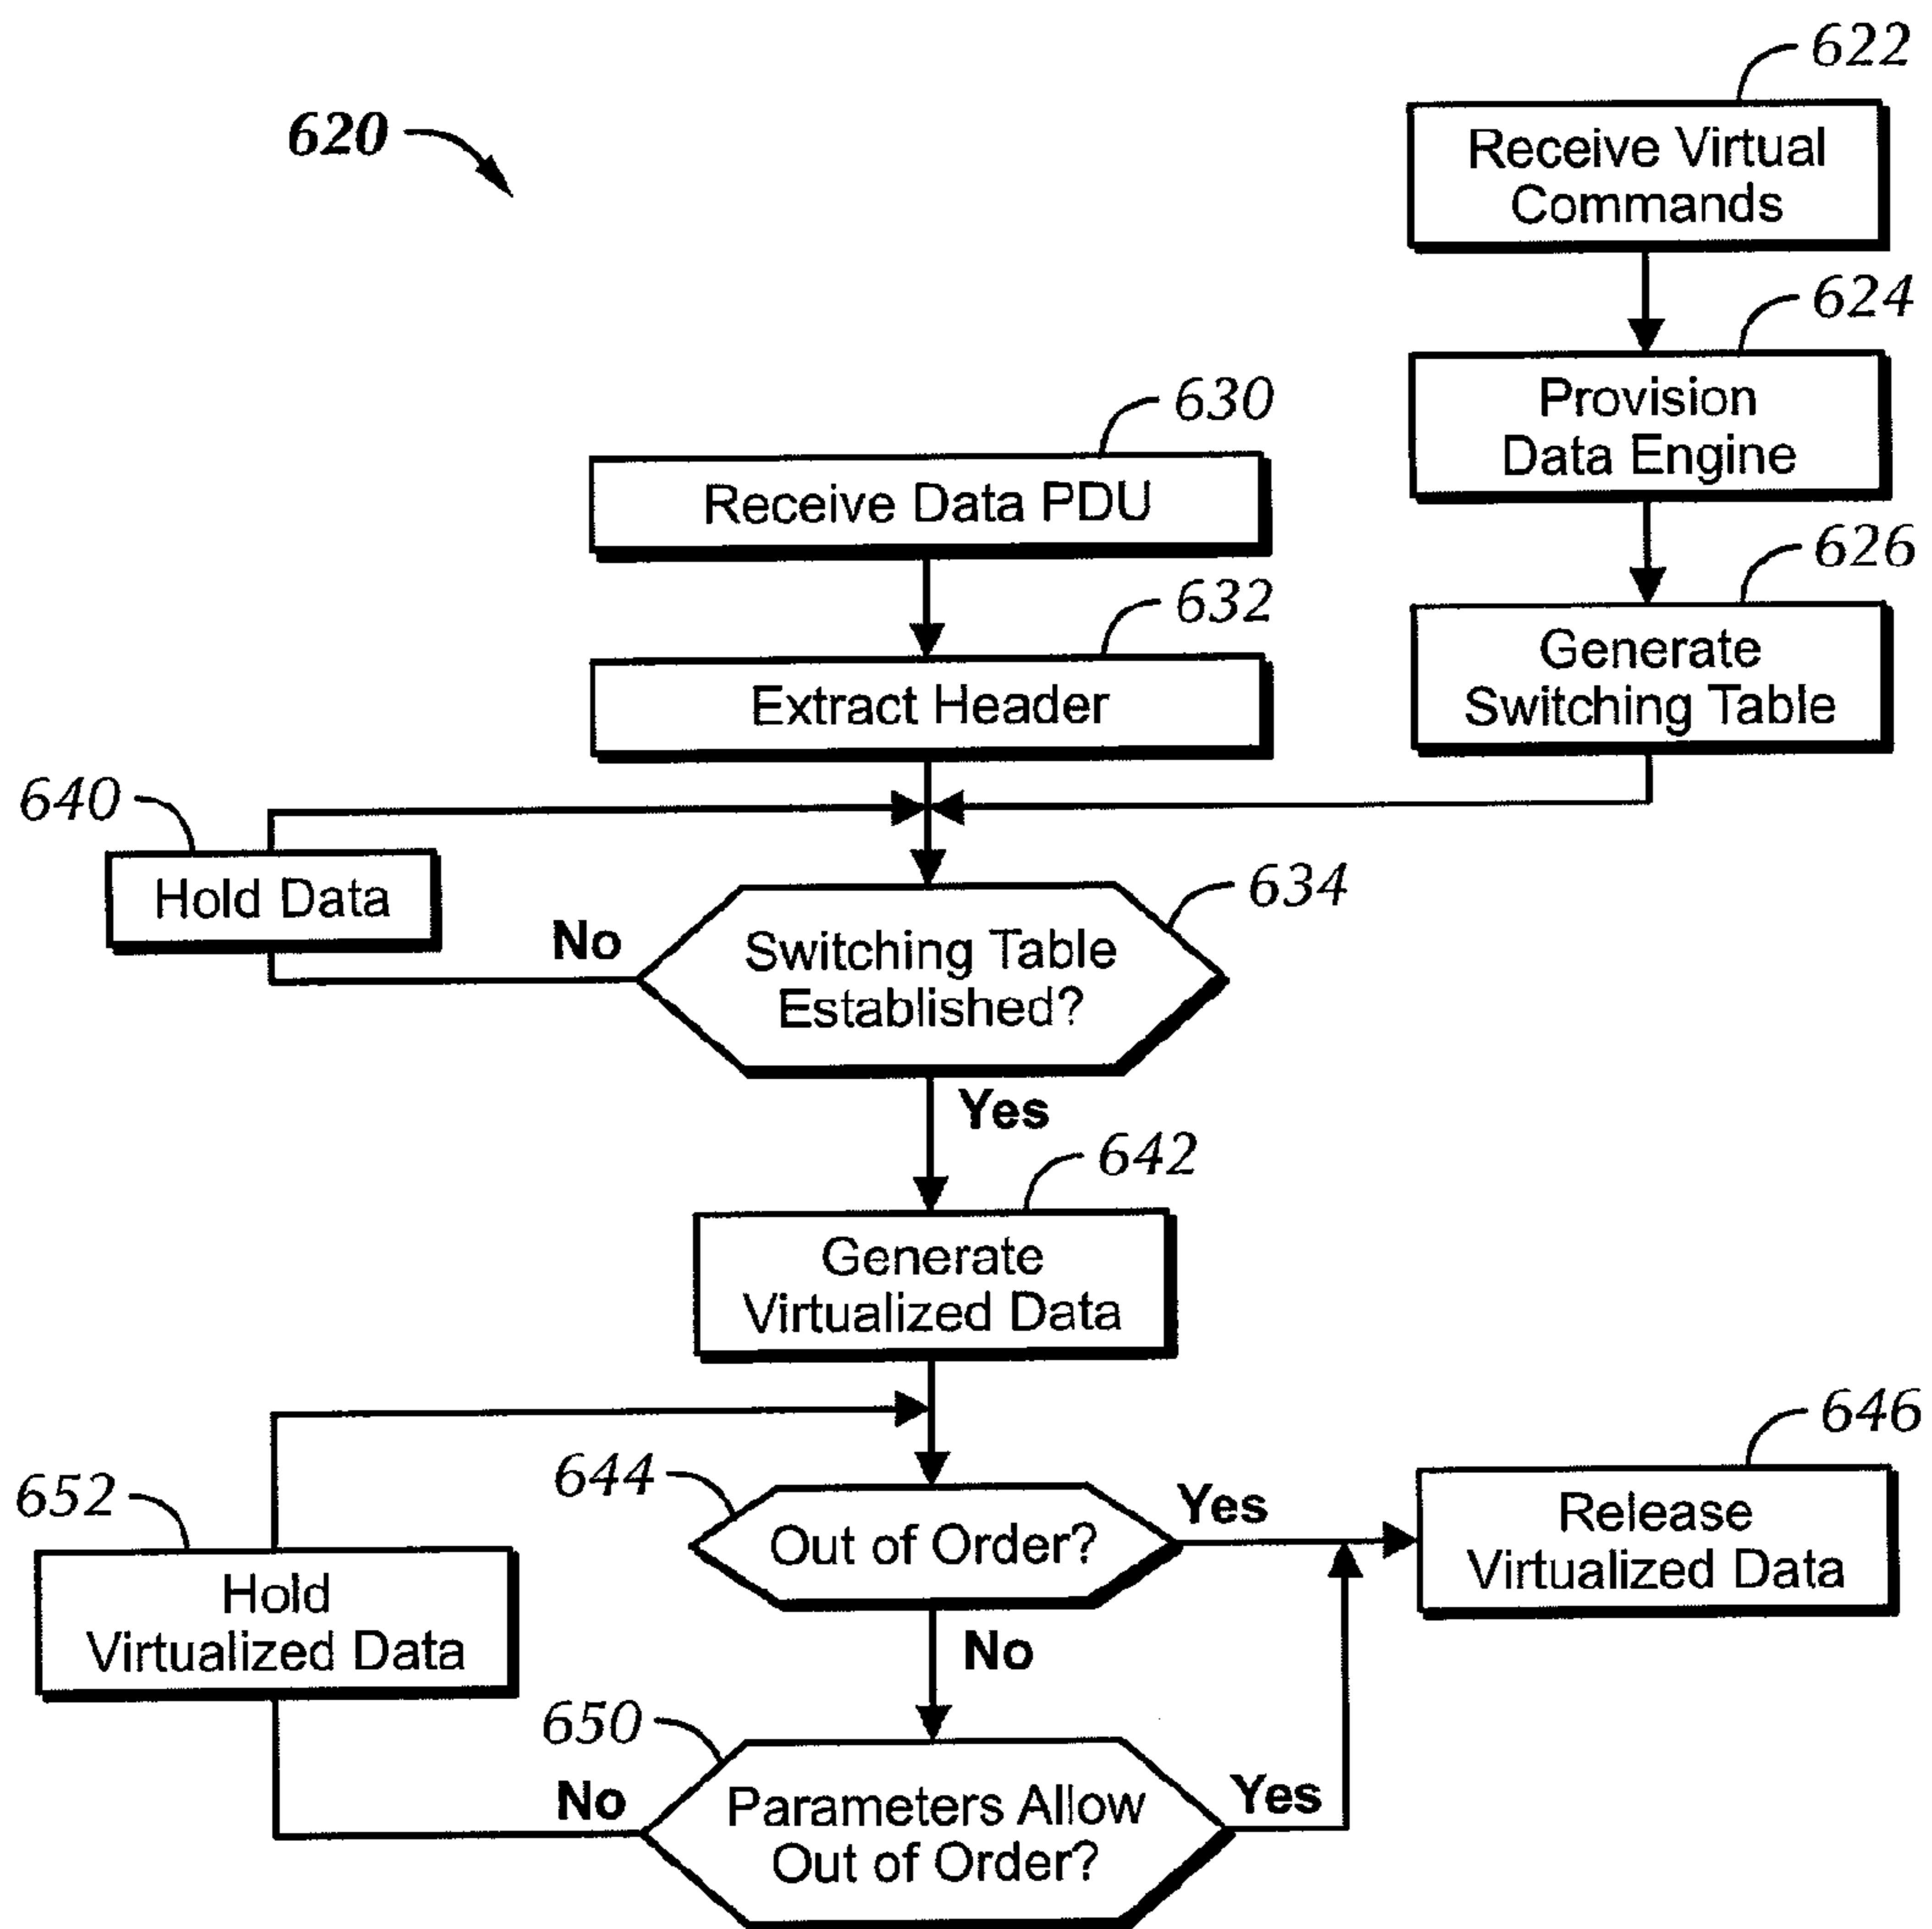 620
622
Receive Virtual
Commands
624
Provision
Data Engine
626
Generate
Switching Table
630
Receive Data PDU
632
Extract Header
640
Hold Data
634
Switching Table
Established?
No
Yes
642
Generate
Virtualized Data
644
Out of Order?
Yes
No
646
Release
Virtualized Data
652
Hold
Virtualized Data
650
Parameters Allow
Out of Order?
No
Yes